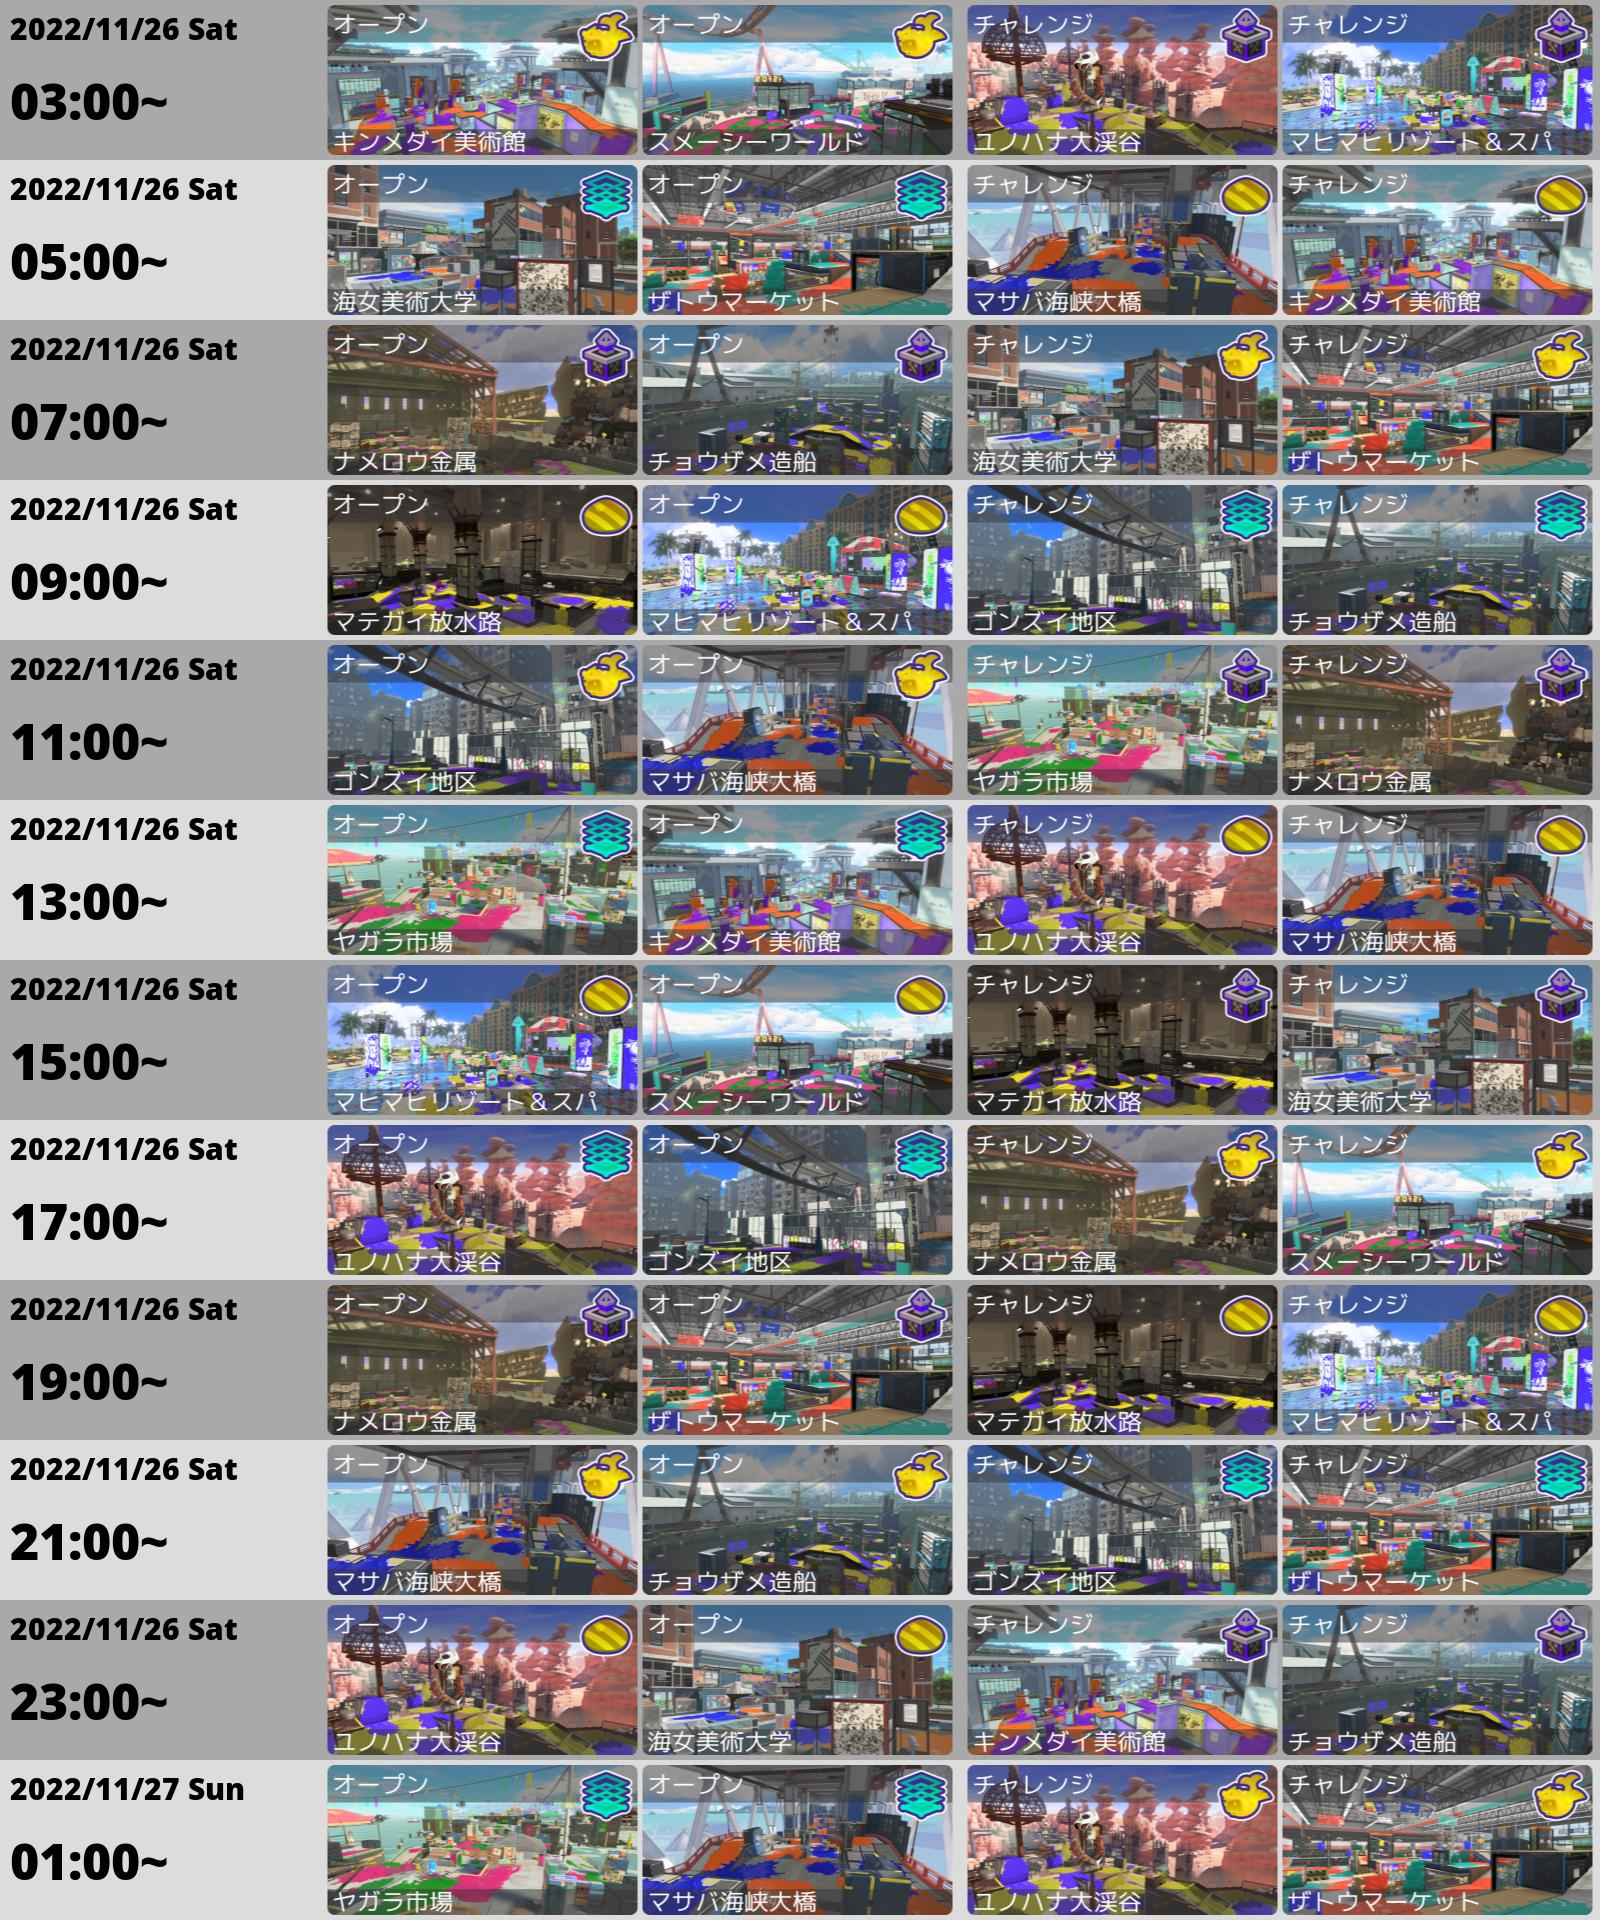 2022/11/26 Sat
03:00~
オープン
キンメダイ美術館
オープン
スメーシーワールド
チャレンジ
ユノハナ大渓谷
チャレンジ
マヒマヒリゾート＆スパ
2022/11/26 Sat
05:00~
オープン
海女美術大学
オープン
ザトウマーケット
チャレンジ
マサバ海峡大橋
チャレンジ
キンメダイ美術館
2022/11/26 Sat
07:00~
オープン
ナメロウ金属
オープン
チョウザメ造船
チャレンジ
海女美術大学
チャレンジ
ザトウマーケット
2022/11/26 Sat
09:00~
オープン
マテガイ放水路
オープン
マヒマヒリゾート＆スパ
チャレンジ
ゴンズイ地区
チャレンジ
チョウザメ造船
2022/11/26 Sat
11:00~
オープン
ゴンズイ地区
オープン
マサバ海峡大橋
チャレンジ
ヤガラ市場
チャレンジ
ナメロウ金属
2022/11/26 Sat
13:00~
オープン
ヤガラ市場
オープン
キンメダイ美術館
チャレンジ
ユノハナ大渓谷
チャレンジ
マサバ海峡大橋
2022/11/26 Sat
15:00~
オープン
マヒマヒリゾート＆スパ
オープン
スメーシーワールド
チャレンジ
マテガイ放水路
チャレンジ
海女美術大学
2022/11/26 Sat
17:00~
オープン
ユノハナ大渓谷
オープン
ゴンズイ地区
チャレンジ
ナメロウ金属
チャレンジ
スメーシーワールド
2022/11/26 Sat
19:00~
オープン
ナメロウ金属
オープン
ザトウマーケット
チャレンジ
マテガイ放水路
チャレンジ
マヒマヒリゾート＆スパ
2022/11/26 Sat
21:00~
オープン
マサバ海峡大橋
オープン
チョウザメ造船
チャレンジ
ゴンズイ地区
チャレンジ
ザトウマーケット
2022/11/26 Sat
23:00~
オープン
ユノハナ大渓谷
オープン
海女美術大学
チャレンジ
キンメダイ美術館
チャレンジ
チョウザメ造船
2022/11/27 Sun
01:00~
オープン
ヤガラ市場
オープン
マサバ海峡大橋
チャレンジ
ユノハナ大渓谷
チャレンジ
ザトウマーケット